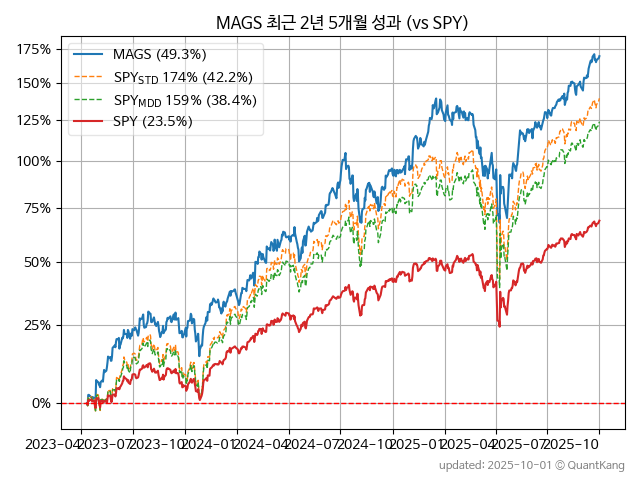 MAGS 최근 2년 5개월 성과 (vs SPY)
175%
150%
125%
100%
75%
50%
25%
0%
MAGS (49.3%)
SPYSTD 174% (42.2%)
SPYMDD 159% (38.4%)
SPY (23.5%)
2023-04 2023-07 2023-10 2024-01 2024-04 2024-07 2024-10 2025-01 2025-04 2025-07 2025-10
updated: 2025-10-01 © QuantKang